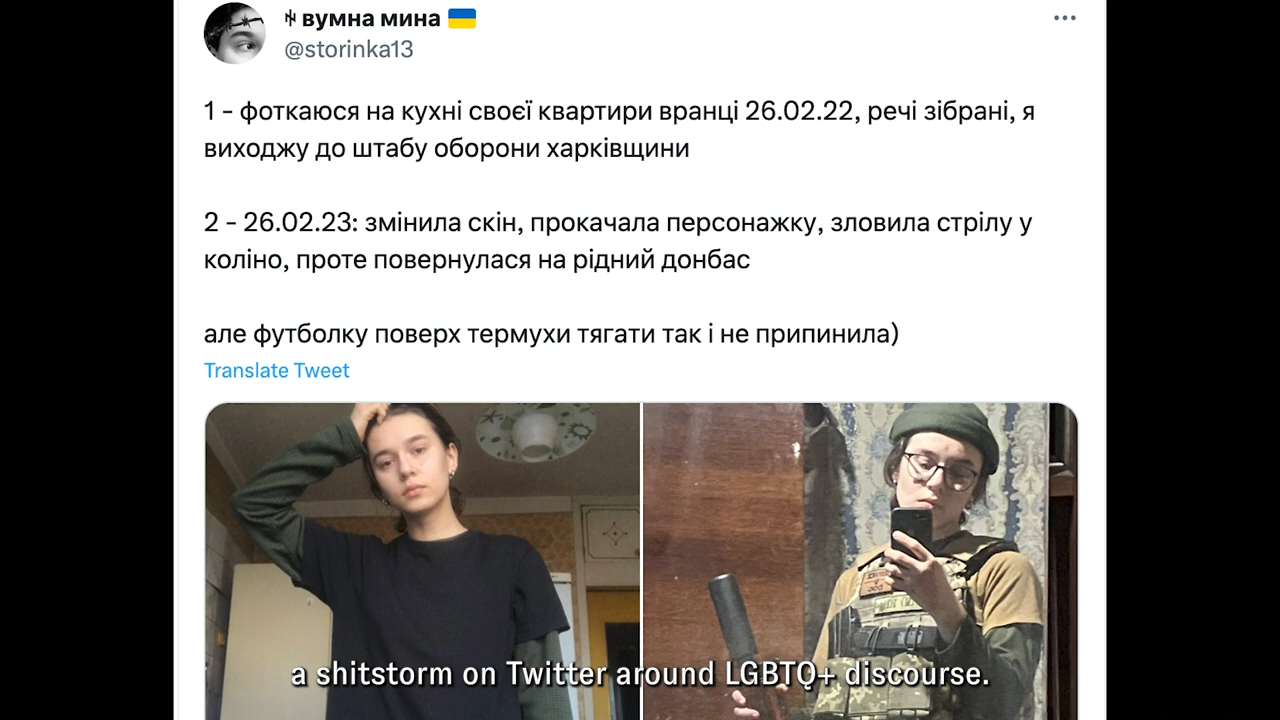 вумна мина
@storinka13
1 - фоткаюся на кухні своєї квартири вранці 26.02.22, речі зібрані, я
виходжу до штабу оборони харківщини
2 - 26.02.23: змінила скін, прокачала персонажку, зловила стрілу у
коліно, проте повернулася на рідний донбас
але футболку поверх термухи тягати так і не припинила)
Translate Tweet
a shitstorm on Twitter around LGBTQ+ discourse.